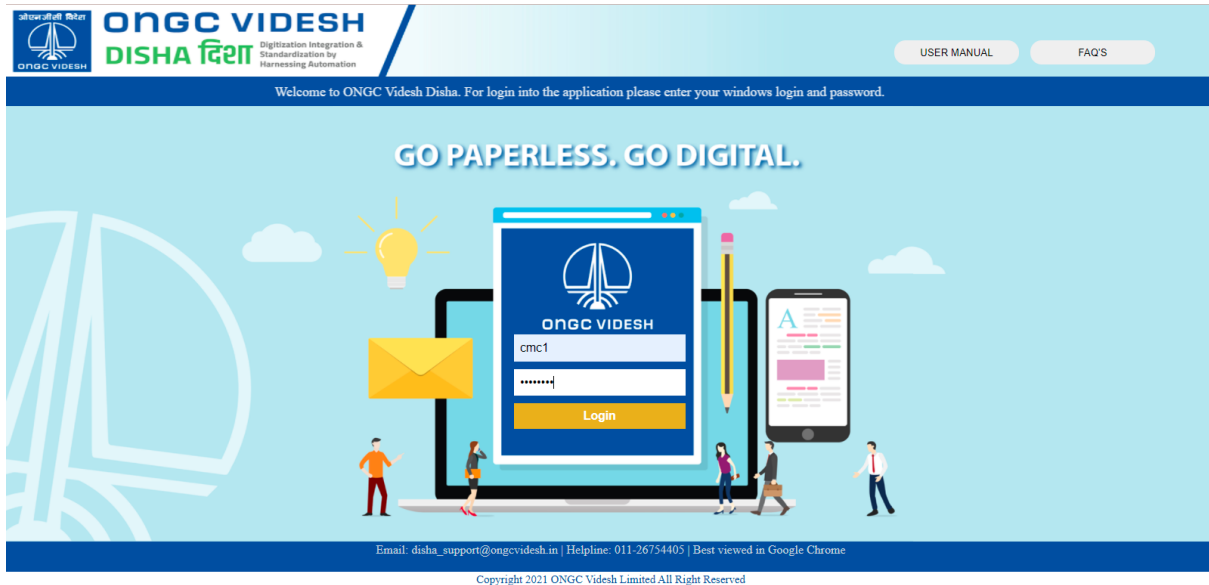 ओएनजीसी विदेश
ONGC VIDESH
ONGC VIDESH
DISHA दिशा
Digitization Integration &
Standardization by
Harnessing Automation
USER MANUAL
FAQ'S
Welcome to ONGC Videsh Disha. For login into the application please enter your windows login and password.
GO PAPERLESS. GO DIGITAL.
ONGC VIDESH
cmc1
••••••••
Login
A
Email: disha_support@ongcvidesh.in | Helpline: 011-26754405 | Best viewed in Google Chrome
Copyright 2021 ONGC Videsh Limited All Right Reserved